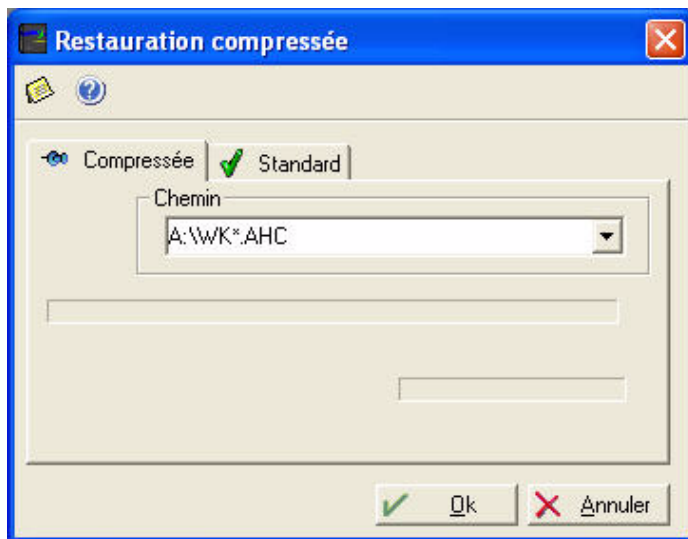 Restauration compressée
Compressée Standard
Chemin
A:\WK*.AHC
Ok Annuler